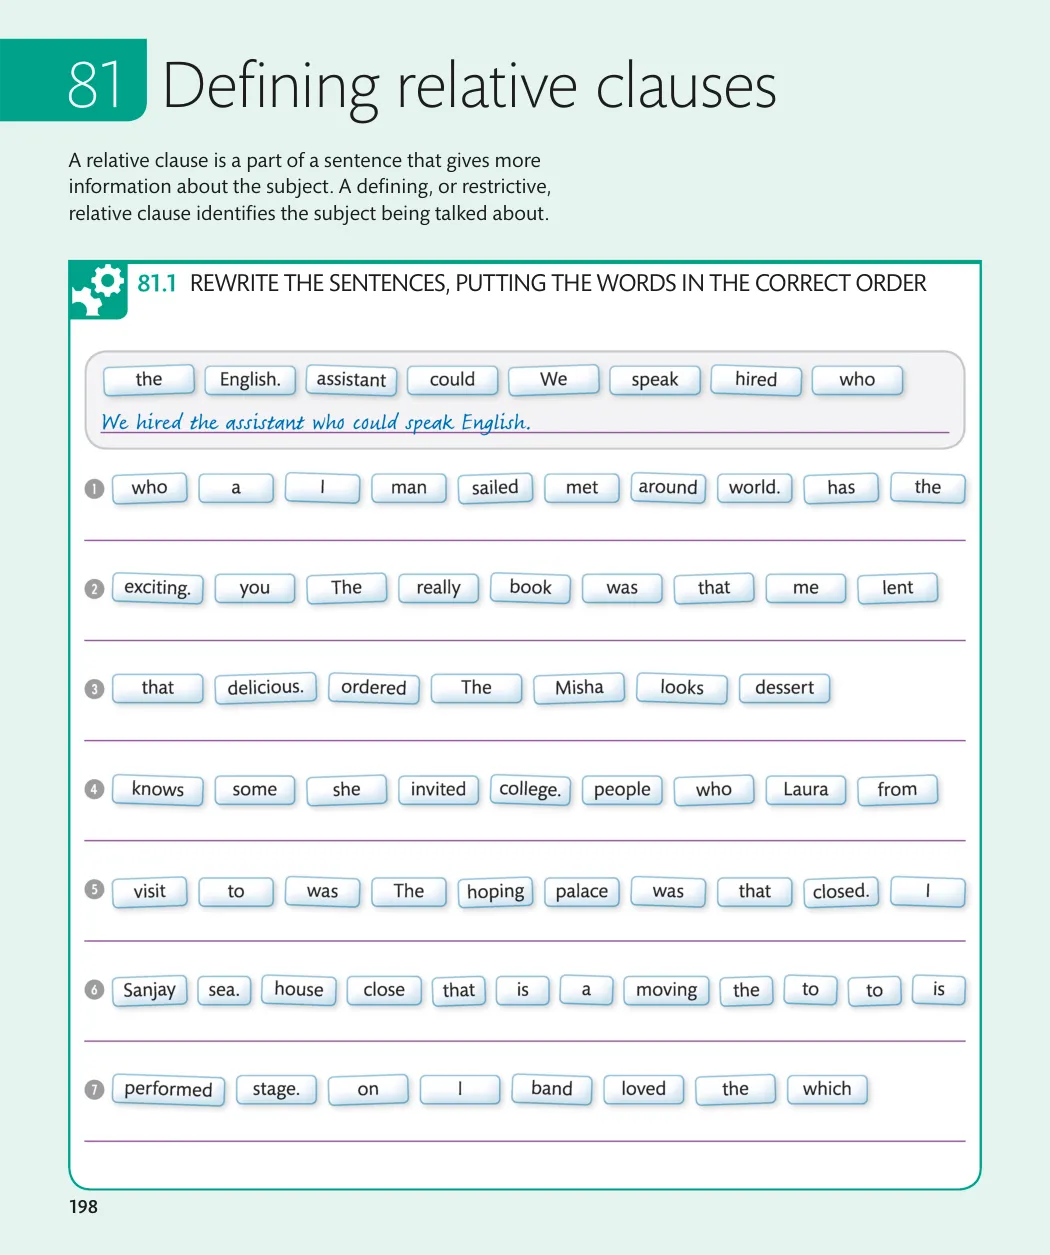 81 Defining relative clauses
A relative clause is a part of a sentence that gives more
information about the subject. A defining, or restrictive,
relative clause identifies the subject being talked about.
81.1 REWRITE THE SENTENCES, PUTTING THE WORDS IN THE CORRECT ORDER
the English. assistant could We speak hired who
We hired the assistant who could speak English.
1 who a I man sailed met around world. has the
2 exciting. you The really book was that me lent
3 that delicious. ordered The Misha looks dessert
4 knows some she invited college. people who Laura from
5 visit to was The hoping palace was that closed. I
6 Sanjay sea. house close that is a moving the to to is
7 performed stage. on I band loved the which
198